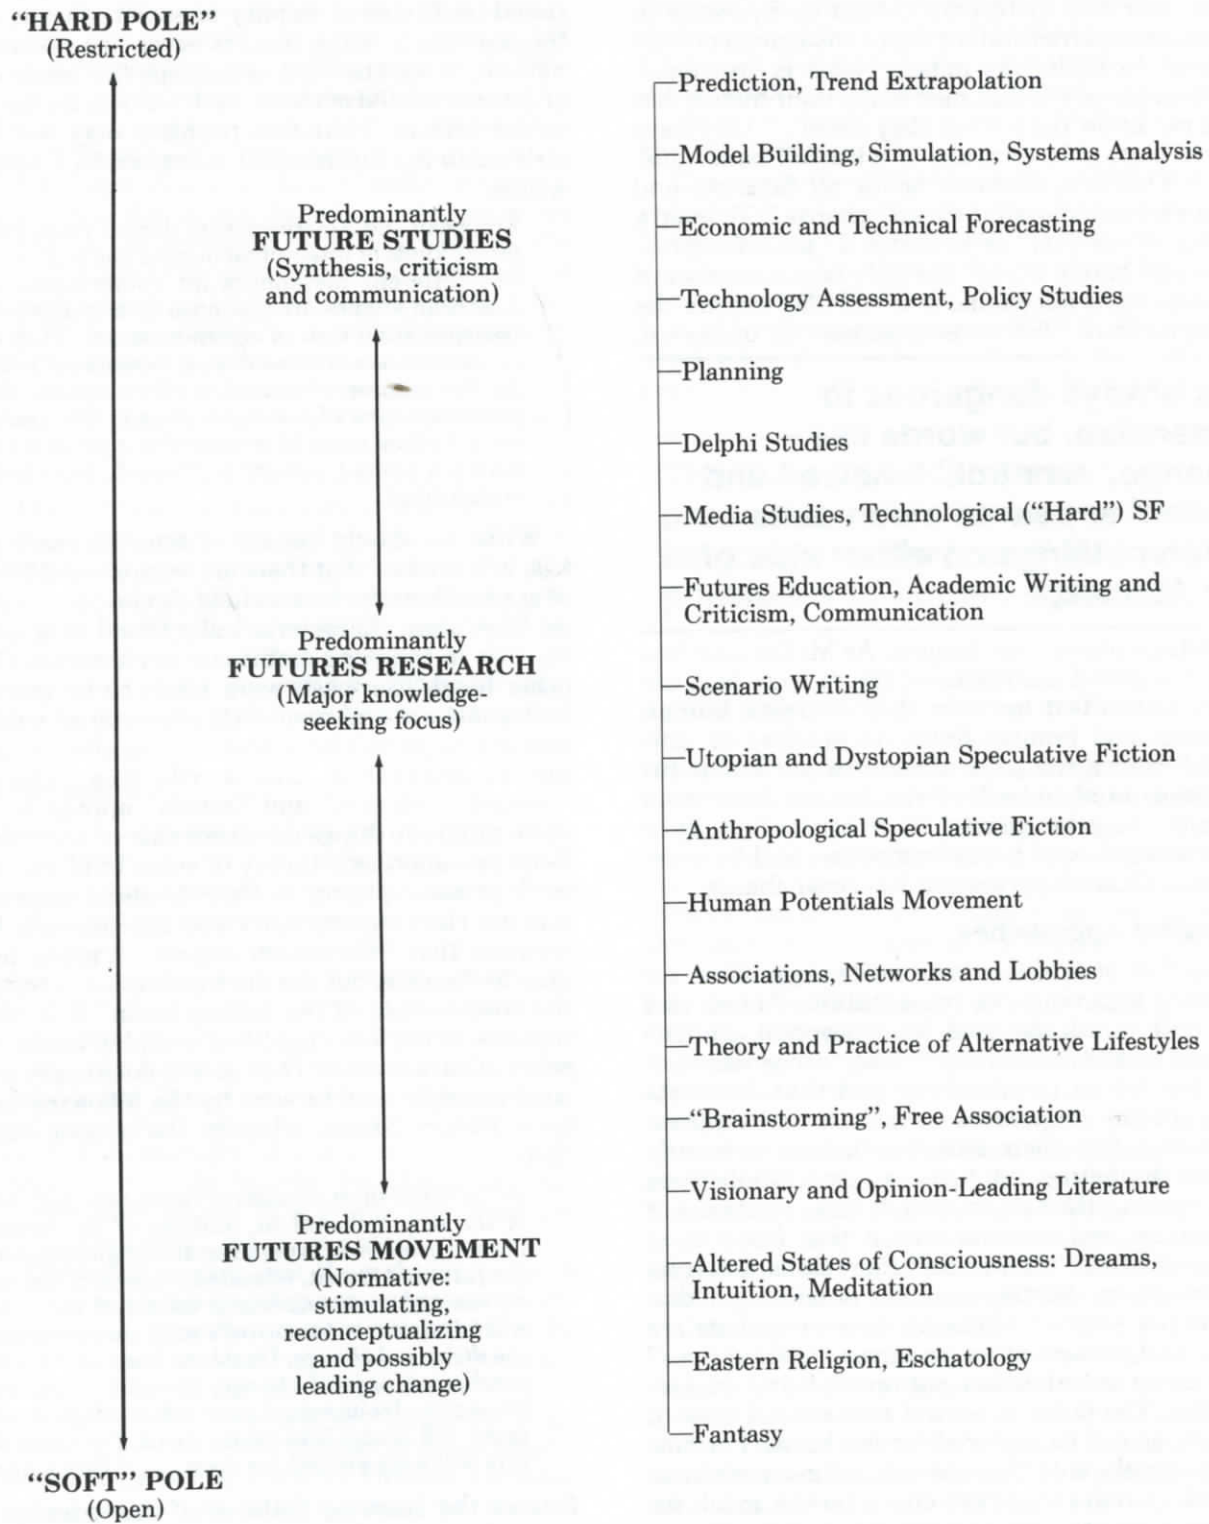 “HARD POLE”
(Restricted)
Predominantly
FUTURE STUDIES
(Synthesis, criticism
and communication)
Predominantly
FUTURES RESEARCH
(Major knowledge-
seeking focus)
Predominantly
FUTURES MOVEMENT
(Normative:
stimulating,
reconceptualizing
and possibly
leading change)
“SOFT” POLE
(Open)
Prediction, Trend Extrapolation
Model Building, Simulation, Systems Analysis
Economic and Technical Forecasting
Technology Assessment, Policy Studies
Planning
Delphi Studies
Media Studies, Technological (“Hard”) SF
Futures Education, Academic Writing and
Criticism, Communication
Scenario Writing
Utopian and Dystopian Speculative Fiction
Anthropological Speculative Fiction
Human Potentials Movement
Associations, Networks and Lobbies
Theory and Practice of Alternative Lifestyles
“Brainstorming”, Free Association
Visionary and Opinion-Leading Literature
Altered States of Consciousness: Dreams,
Intuition, Meditation
Eastern Religion, Eschatology
Fantasy